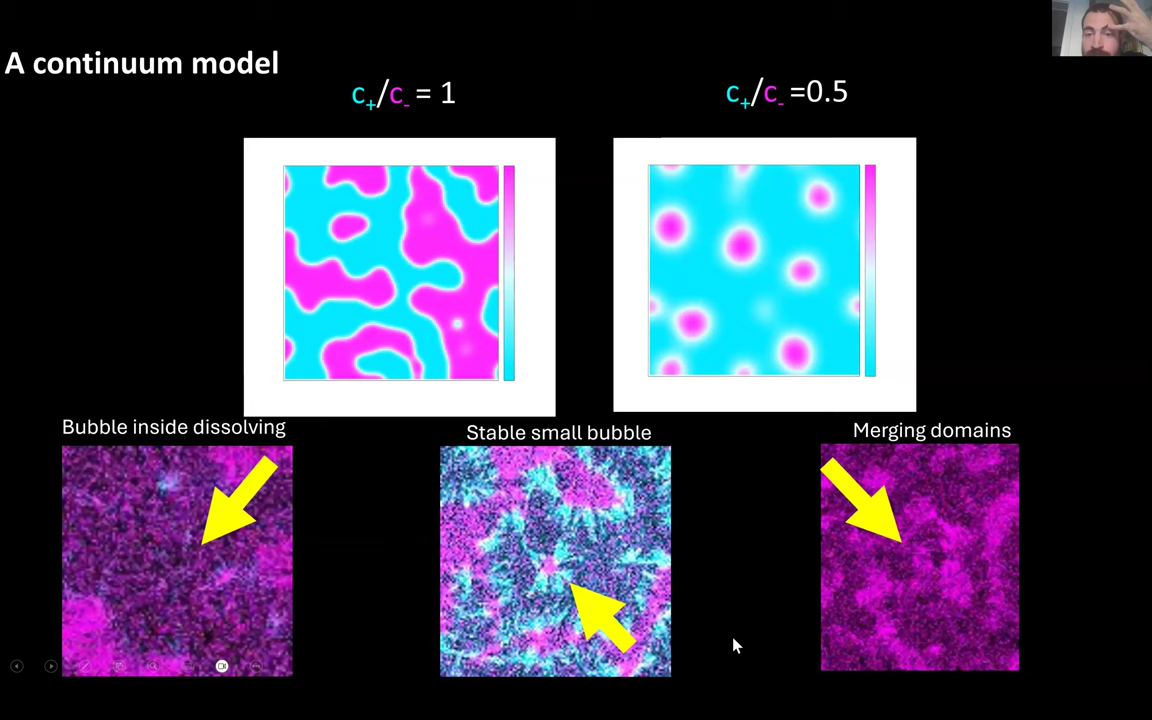 A continuum model
c₊/c₋ = 1
c₊/c₋ =0.5
Bubble inside dissolving
Stable small bubble
Merging domains